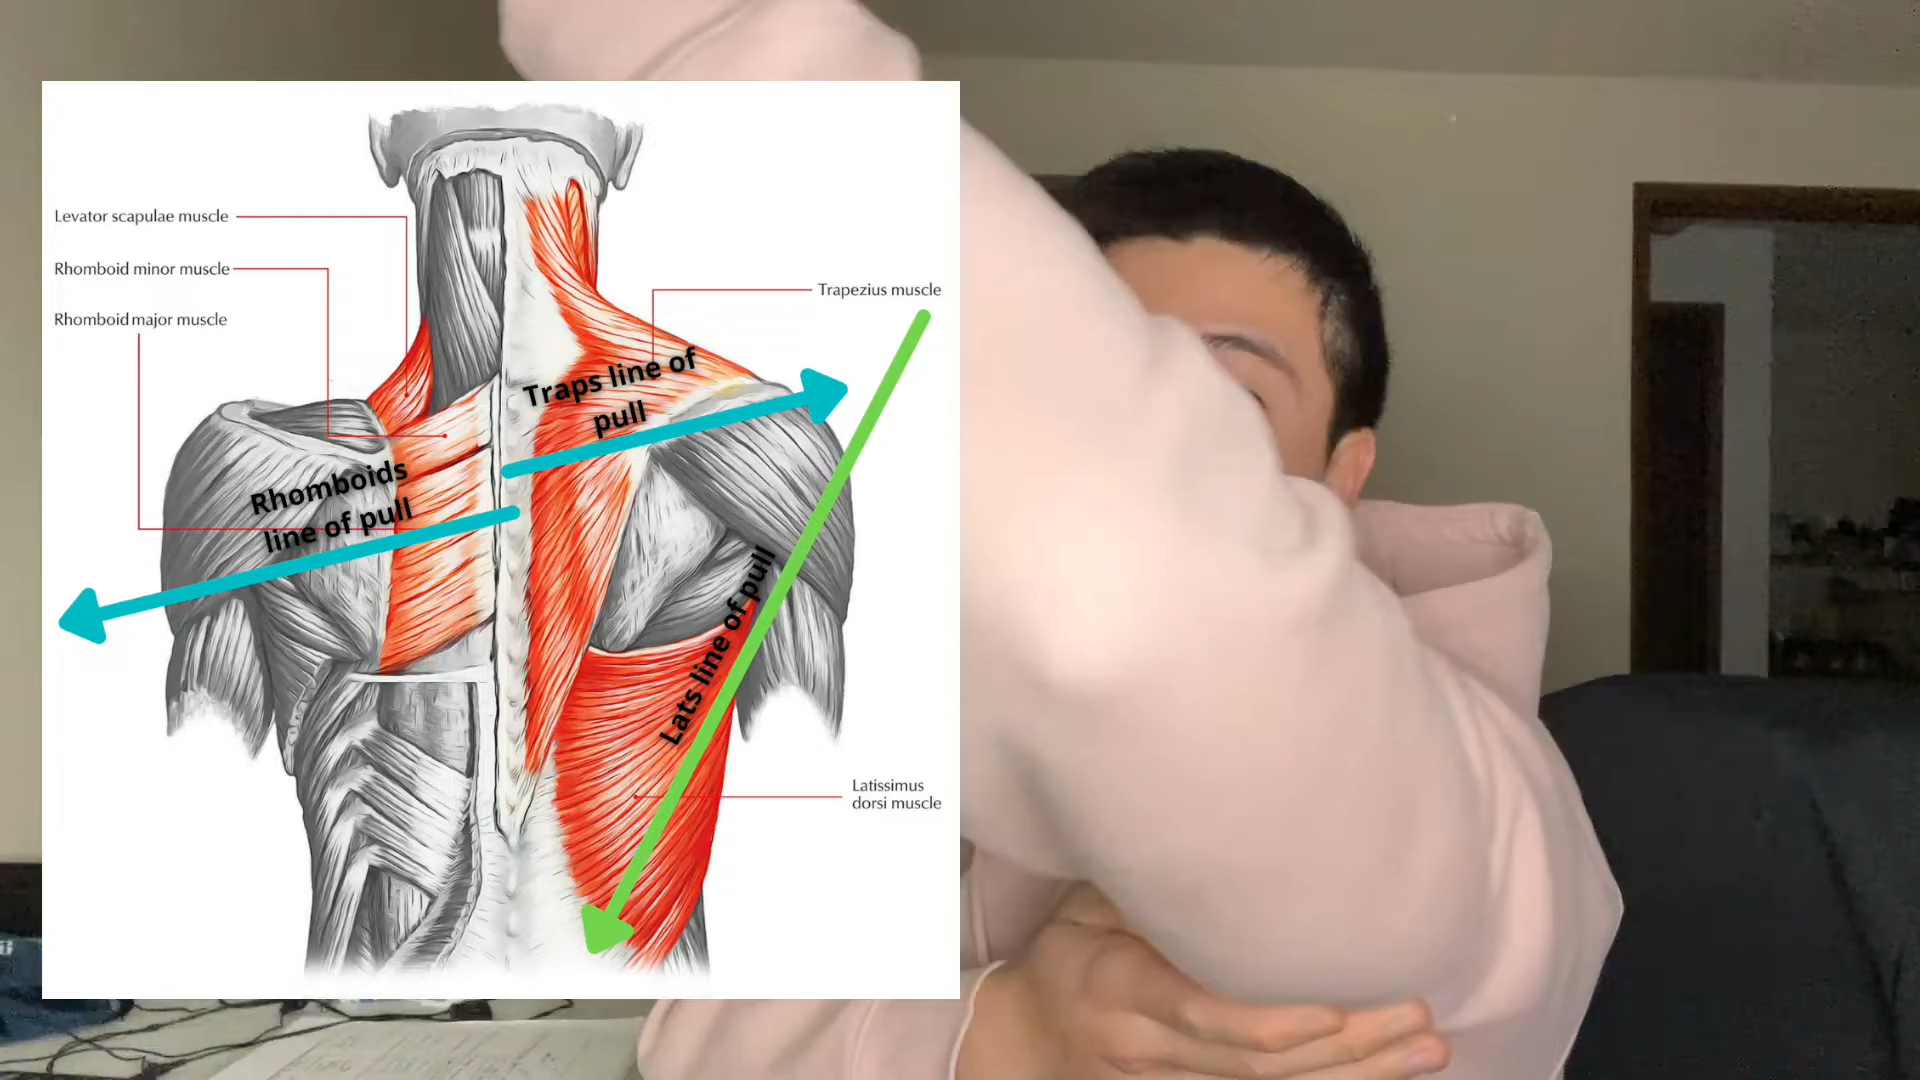 Levator scapulae muscle
Rhomboid minor muscle
Rhomboid major muscle
Trapezius muscle
Traps line of
pull
Rhomboids
line of pull
Lats line of pull
Latissimus
dorsi muscle